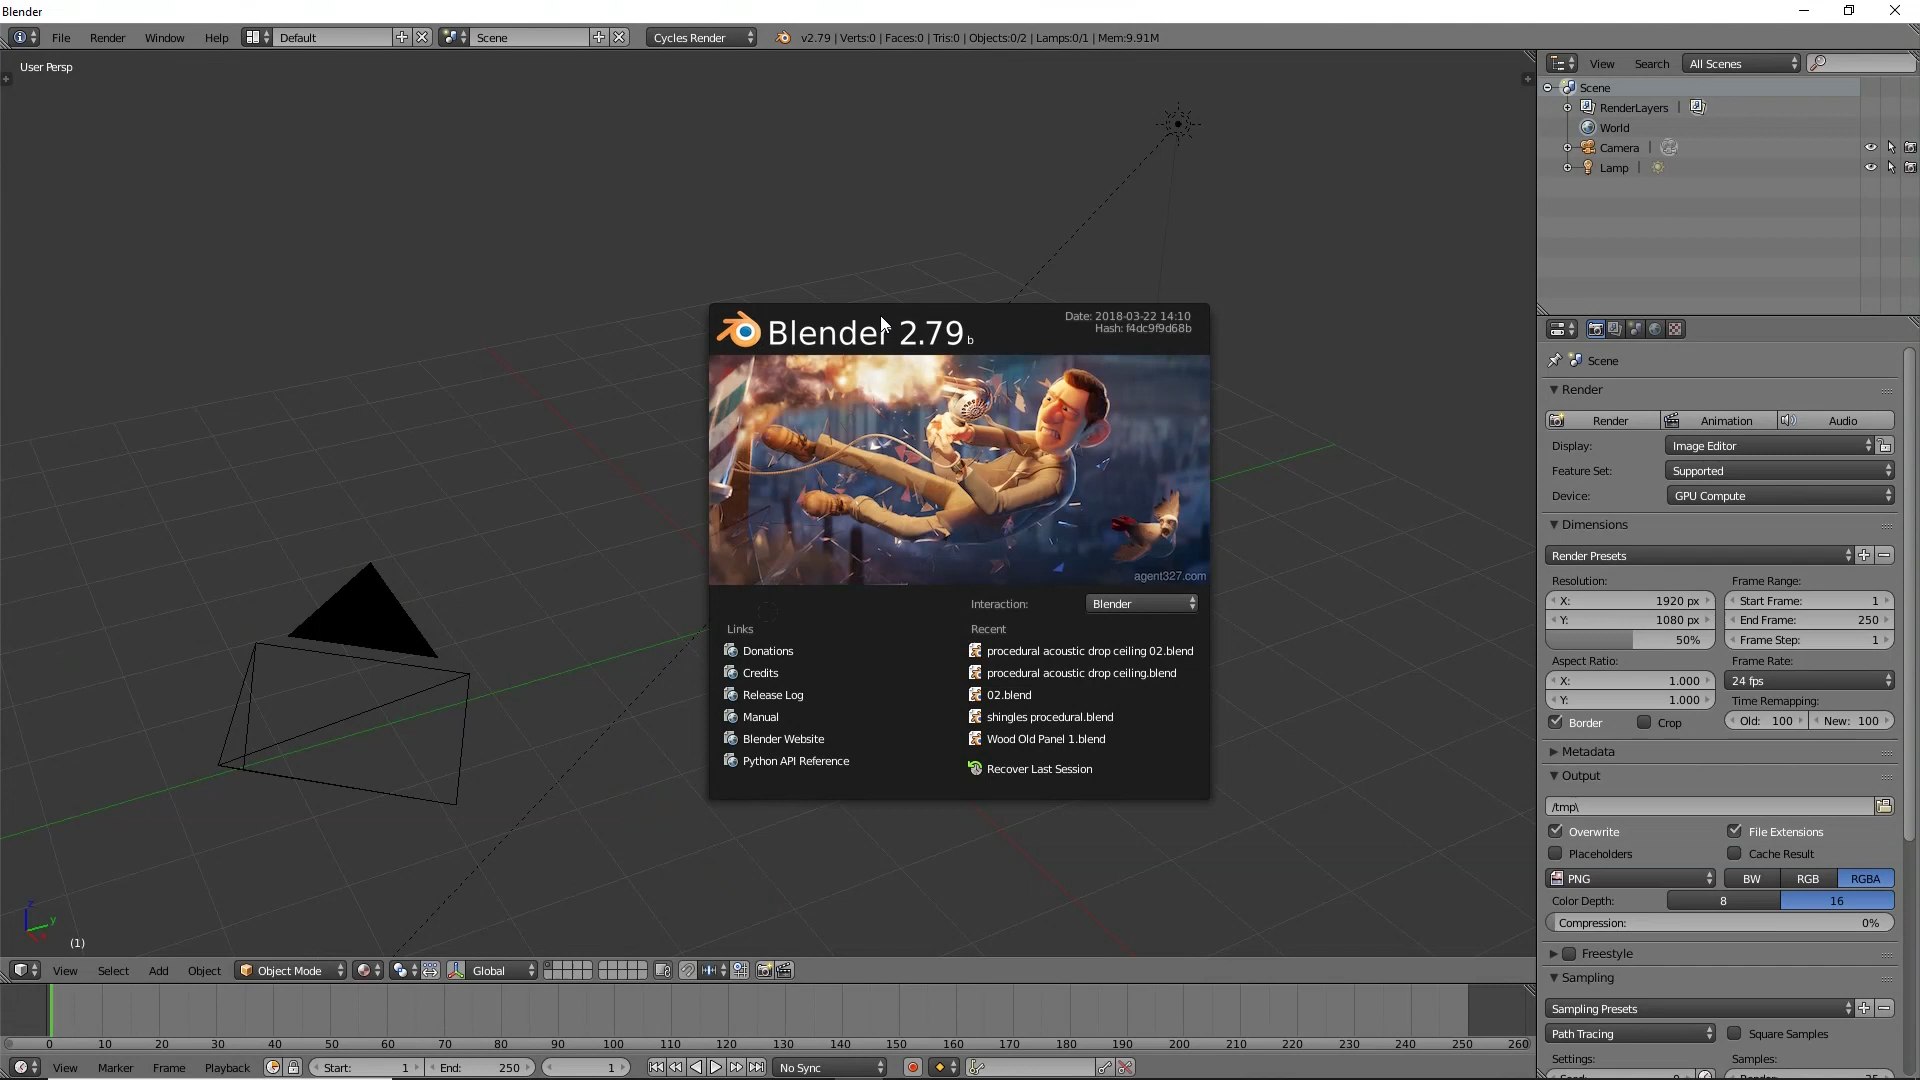 Blender
File Render Window Help Default Scene Cycles Render v2.79 | Verts:0 | Faces:0 | Tris:0 | Objects:0/2 | Lamps:0/1 | Mem:9.91M
User Persp
View Search All Scenes
Scene
RenderLayers
World
Camera
Lamp
Blender 2.79 b
Date: 2018-03-22 14:10
Hash: f4dc9f9d68b
agent327.com
Interaction: Blender
Links
Donations
Credits
Release Log
Manual
Blender Website
Python API Reference
Recent
procedural acoustic drop ceiling 02.blend
procedural acoustic drop ceiling.blend
02.blend
shingles procedural.blend
Wood Old Panel 1.blend
Recover Last Session
Scene
Render
Render Animation Audio
Display: Image Editor
Feature Set: Supported
Device: GPU Compute
Dimensions
Render Presets
Resolution: Frame Range:
X: 1920 px Start Frame: 1
Y: 1080 px End Frame: 250
50% Frame Step: 1
Aspect Ratio: Frame Rate:
X: 1.000 24 fps
Y: 1.000 Time Remapping:
Border Crop Old: 100 New: 100
Metadata
Output
/tmp\
Overwrite File Extensions
Placeholders Cache Result
PNG BW RGB RGBA
Color Depth: 8 16
Compression: 0%
Freestyle
Sampling
Sampling Presets
Path Tracing Square Samples
Settings: Samples:
z
y
(1)
View Select Add Object Object Mode Global
0 10 20 30 40 50 60 70 80 90 100 110 120 130 140 150 160 170 180 190 200 210 220 230 240 250 260
View Marker Frame Playback Start: 1 End: 250 1 No Sync